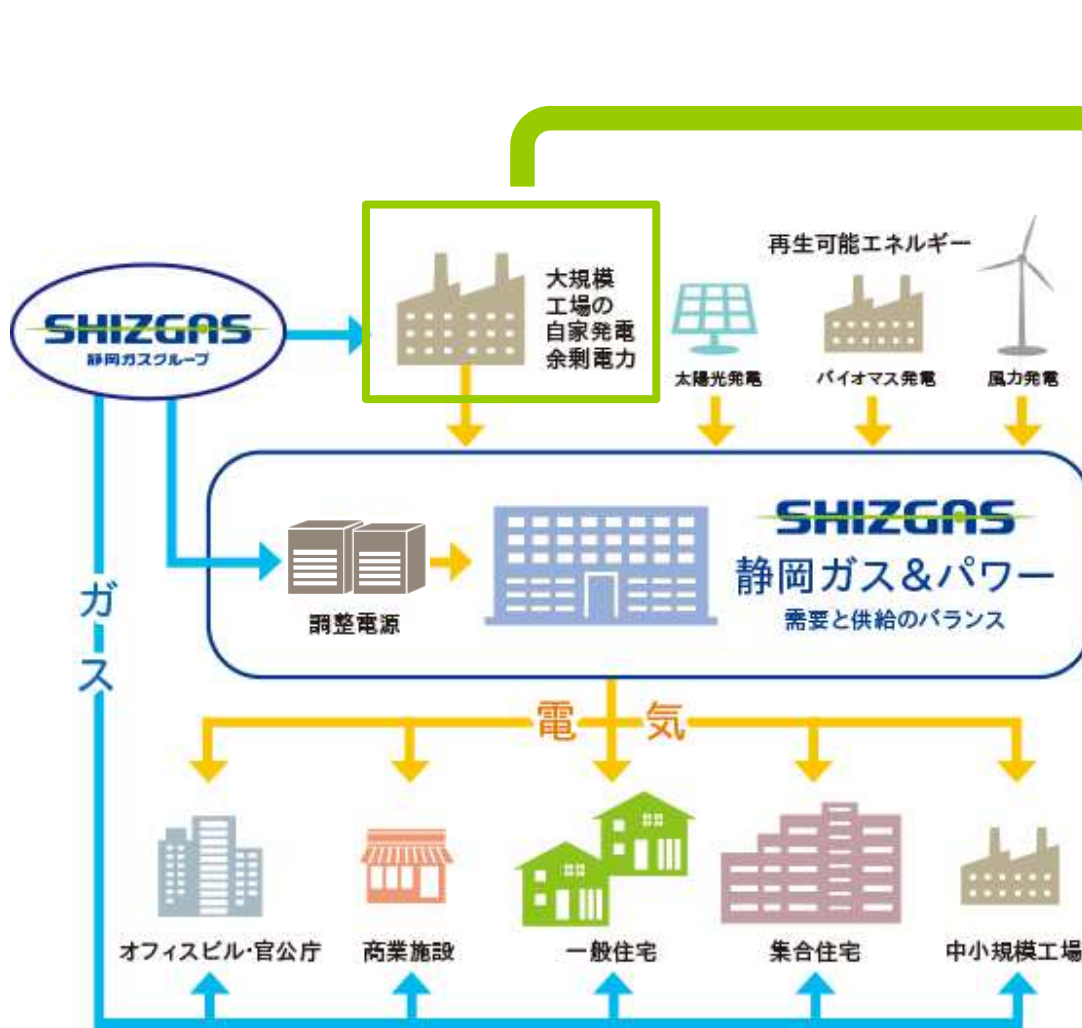 再生可能エネルギー
大規模
工場の
自家発電
余剰電力
SHIZGAS
静岡ガスグループ
太陽光発電
バイオマス発電
風力発電
SHIZGAS
静岡ガス&パワー
需要と供給のバランス
調整電源
ガス
電気
オフィスビル・官公庁
商業施設
一般住宅
集合住宅
中小規模工場